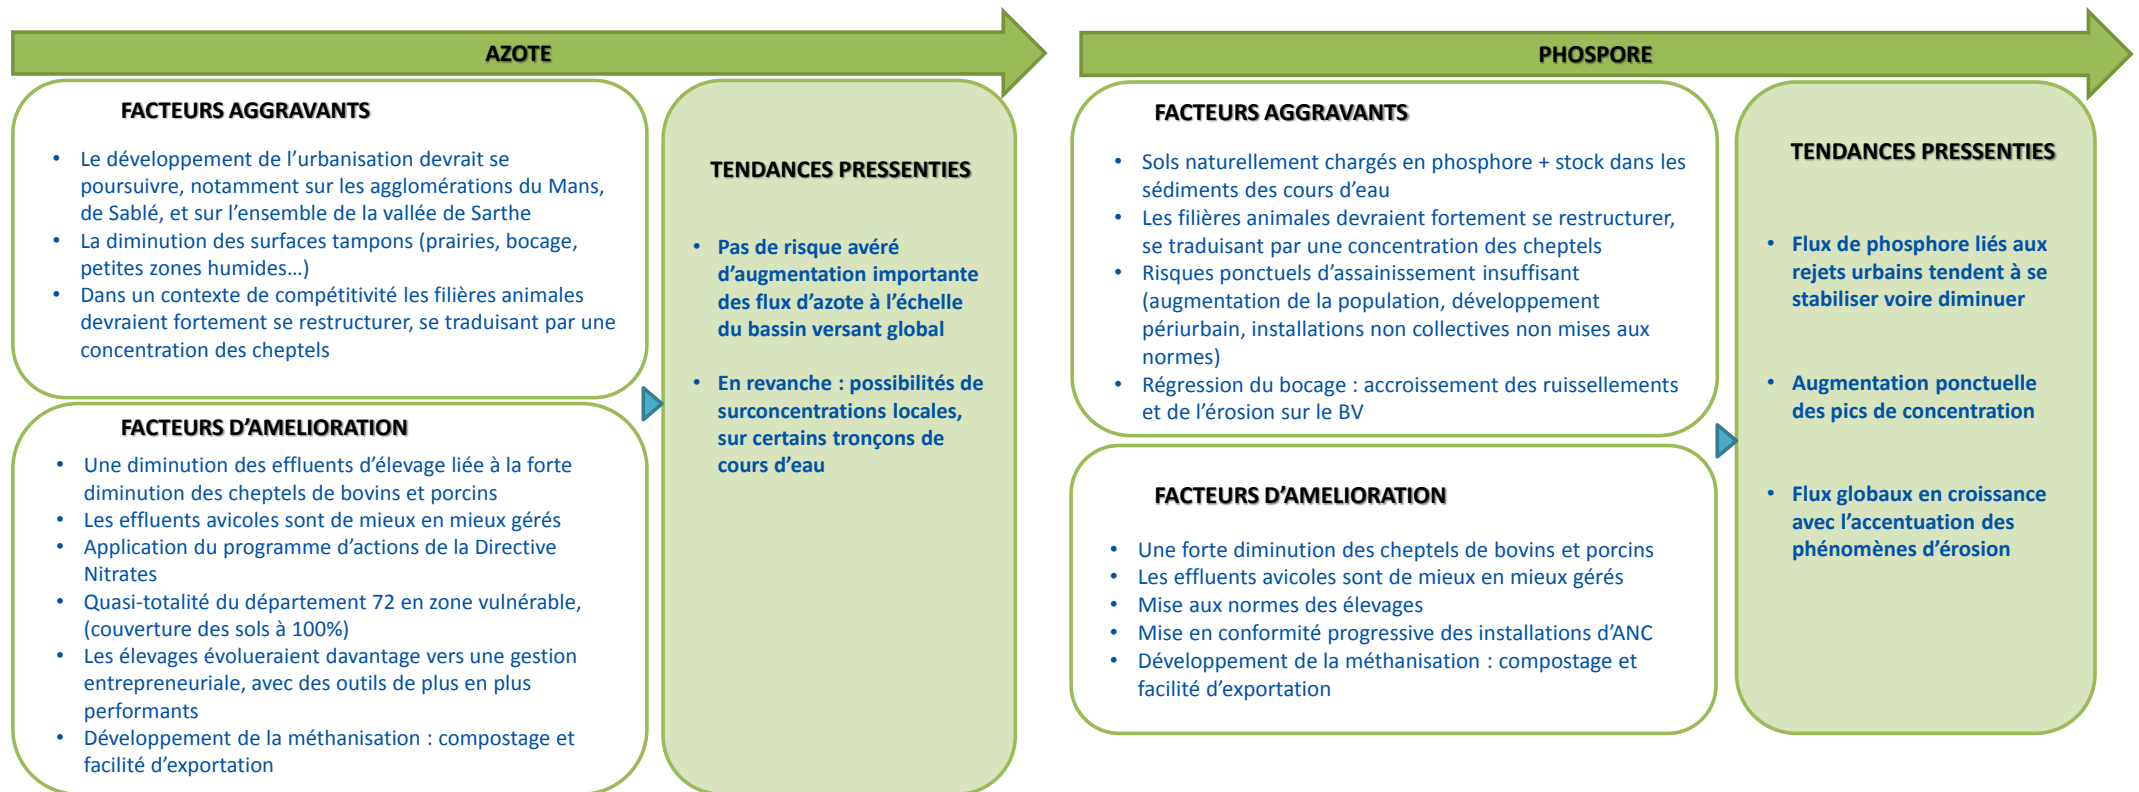 AZOTE
FACTEURS AGGRAVANTS
• Le développement de l’urbanisation devrait se
poursuivre, notamment sur les agglomérations du Mans,
de Sablé, et sur l’ensemble de la vallée de Sarthe
• La diminution des surfaces tampons (prairies, bocage,
petites zones humides…)
• Dans un contexte de compétitivité les filières animales
devraient fortement se restructurer, se traduisant par une
concentration des cheptels
FACTEURS D’AMELIORATION
• Une diminution des effluents d’élevage liée à la forte
diminution des cheptels de bovins et porcins
• Les effluents avicoles sont de mieux en mieux gérés
• Application du programme d’actions de la Directive
Nitrates
• Quasi-totalité du département 72 en zone vulnérable,
(couverture des sols à 100%)
• Les élevages évolueraient davantage vers une gestion
entrepreneuriale, avec des outils de plus en plus
performants
• Développement de la méthanisation : compostage et
facilité d’exportation
TENDANCES PRESSENTIES
• Pas de risque avéré
d’augmentation importante
des flux d’azote à l’échelle
du bassin versant global
• En revanche : possibilités de
surconcentrations locales,
sur certains tronçons de
cours d’eau
PHOSPORE
FACTEURS AGGRAVANTS
• Sols naturellement chargés en phosphore + stock dans les
sédiments des cours d’eau
• Les filières animales devraient fortement se restructurer,
se traduisant par une concentration des cheptels
• Risques ponctuels d’assainissement insuffisant
(augmentation de la population, développement
périurbain, installations non collectives non mises aux
normes)
• Régression du bocage : accroissement des ruissellements
et de l’érosion sur le BV
FACTEURS D’AMELIORATION
• Une forte diminution des cheptels de bovins et porcins
• Les effluents avicoles sont de mieux en mieux gérés
• Mise aux normes des élevages
• Mise en conformité progressive des installations d’ANC
• Développement de la méthanisation : compostage et
facilité d’exportation
TENDANCES PRESSENTIES
• Flux de phosphore liés aux
rejets urbains tendent à se
stabiliser voire diminuer
• Augmentation ponctuelle
des pics de concentration
• Flux globaux en croissance
avec l’accentuation des
phénomènes d’érosion